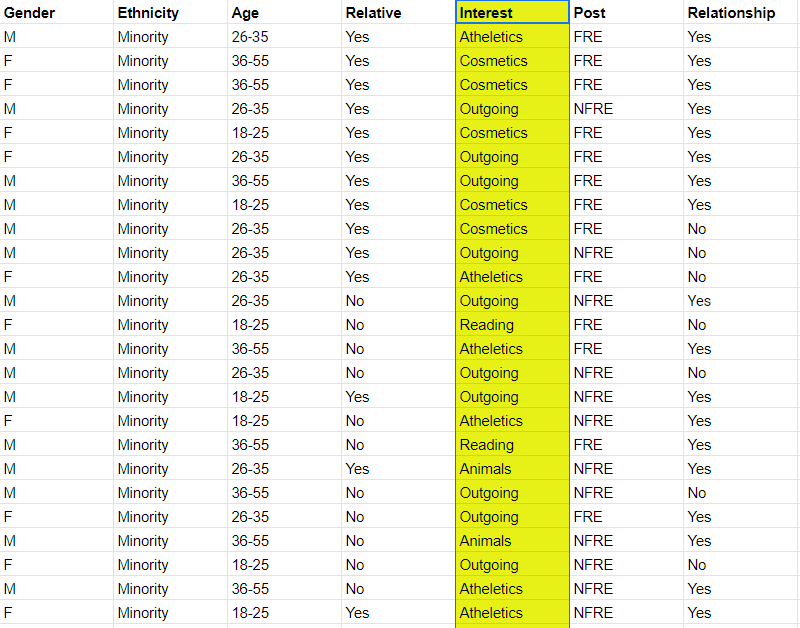 Gender Ethnicity Age Relative Interest Post Relationship
M Minority 26-35 Yes Atheletics FRE Yes
F Minority 36-55 Yes Cosmetics FRE Yes
F Minority 36-55 Yes Cosmetics FRE Yes
M Minority 26-35 Yes Outgoing NFRE Yes
F Minority 18-25 Yes Cosmetics FRE Yes
F Minority 26-35 Yes Outgoing FRE Yes
M Minority 36-55 Yes Outgoing FRE Yes
M Minority 18-25 Yes Cosmetics FRE Yes
M Minority 26-35 Yes Cosmetics FRE No
M Minority 26-35 Yes Outgoing NFRE No
F Minority 26-35 Yes Atheletics FRE No
M Minority 26-35 No Outgoing NFRE Yes
F Minority 18-25 No Reading FRE No
M Minority 36-55 No Atheletics FRE Yes
M Minority 26-35 No Outgoing NFRE No
M Minority 18-25 Yes Outgoing NFRE Yes
F Minority 18-25 No Atheletics NFRE Yes
M Minority 36-55 No Reading FRE Yes
M Minority 26-35 Yes Animals NFRE Yes
M Minority 36-55 No Outgoing NFRE No
F Minority 26-35 No Outgoing FRE Yes
M Minority 36-55 No Animals NFRE Yes
F Minority 18-25 No Outgoing NFRE No
M Minority 36-55 No Atheletics NFRE Yes
F Minority 18-25 Yes Atheletics NFRE Yes